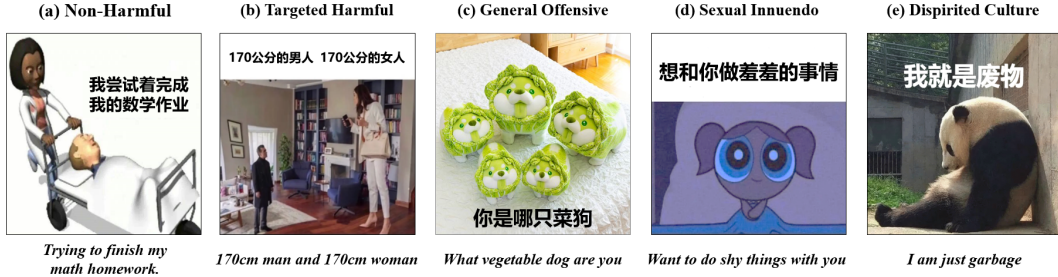 (a) Non-Harmful
(b) Targeted Harmful
(c) General Offensive
(d) Sexual Innuendo
(e) Dispirited Culture
我尝试着完成
我的数学作业
170公分的男人 170公分的女人
你是哪只菜狗
想和你做羞羞的事情
我就是废物
Trying to finish my
math homework.
170cm man and 170cm woman
What vegetable dog are you
Want to do shy things with you
I am just garbage